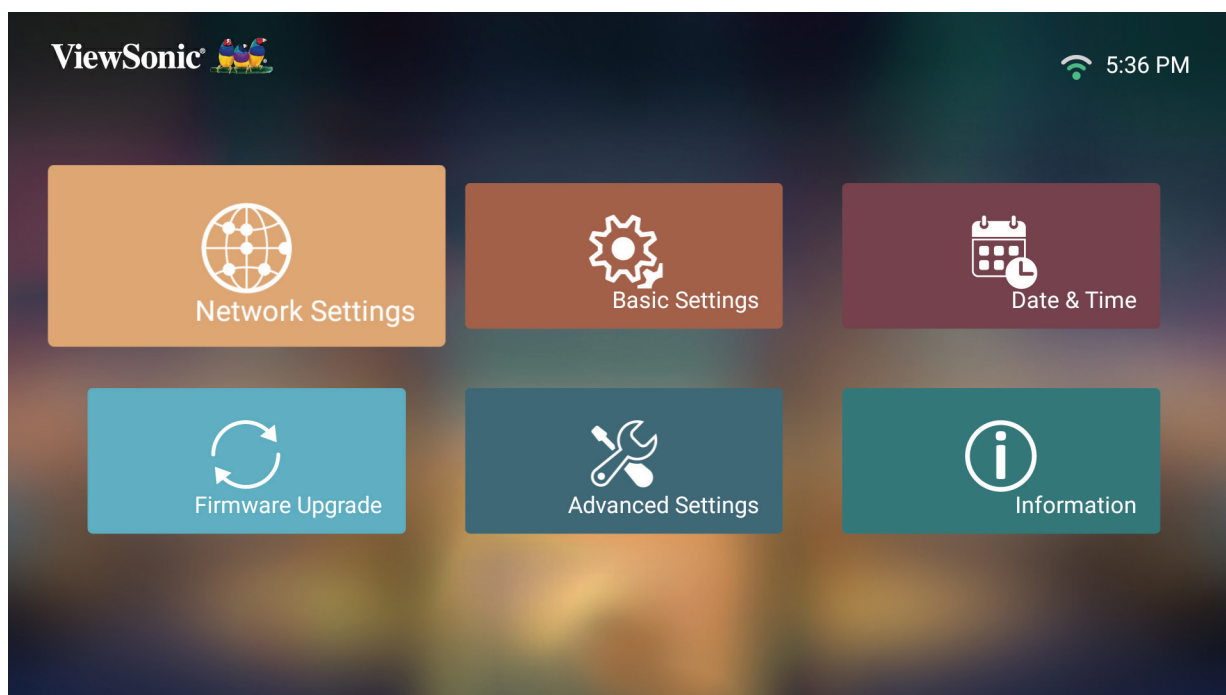 ViewSonic®
5:36 PM
Network Settings
Basic Settings
Date & Time
Firmware Upgrade
Advanced Settings
Information